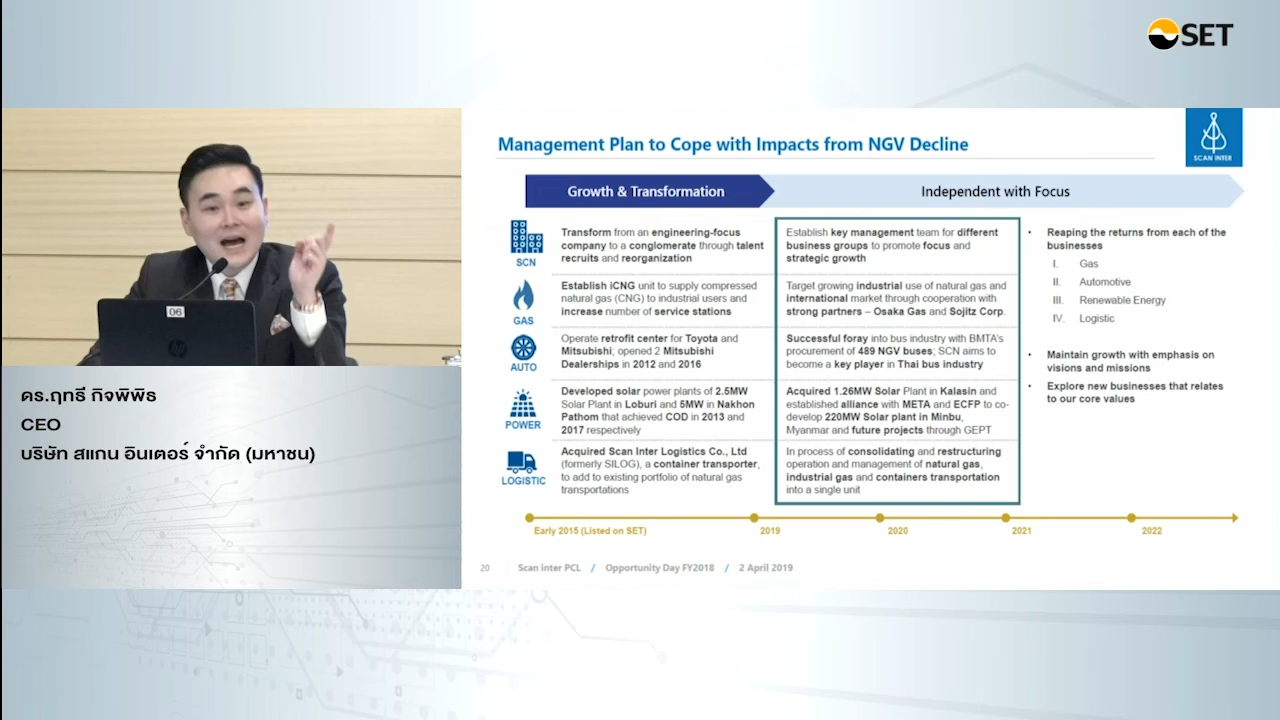 SET
SCAN INTER
Management Plan to Cope with Impacts from NGV Decline
Growth & Transformation
Independent with Focus
SCN
Transform from an engineering-focus
company to a conglomerate through talent
recruits and reorganization
Establish key management team for different
business groups to promote focus and
strategic growth
GAS
Establish iCNG unit to supply compressed
natural gas (CNG) to industrial users and
increase number of service stations
Target growing industrial use of natural gas and
international market through cooperation with
strong partners – Osaka Gas and Sojitz Corp.
AUTO
Operate retrofit center for Toyota and
Mitsubishi; opened 2 Mitsubishi
Dealerships in 2012 and 2016
Successful foray into bus industry with BMTA's
procurement of 489 NGV buses; SCN aims to
become a key player in Thai bus industry
POWER
Developed solar power plants of 2.5MW
Solar Plant in Loburi and 5MW in Nakhon
Pathom that achieved COD in 2013 and
2017 respectively
Acquired 1.26MW Solar Plant in Kalasin and
established alliance with META and ECFP to co-
develop 220MW Solar plant in Minbu,
Myanmar and future projects through GEPT
LOGISTIC
Acquired Scan Inter Logistics Co., Ltd
(formerly SILOG), a container transporter,
to add to existing portfolio of natural gas
transportations
In process of consolidating and restructuring
operation and management of natural gas,
industrial gas and containers transportation
into a single unit
• Reaping the returns from each of the
businesses
I. Gas
II. Automotive
III. Renewable Energy
IV. Logistic
• Maintain growth with emphasis on
visions and missions
• Explore new businesses that relates
to our core values
Early 2015 (Listed on SET)
2019
2020
2021
2022
20
Scan inter PCL / Opportunity Day FY2018 / 2 April 2019
06
hp
ดร.ฤทธี กิจพิพิธ
CEO
บริษัท สแกน อินเตอร์ จำกัด (มหาชน)